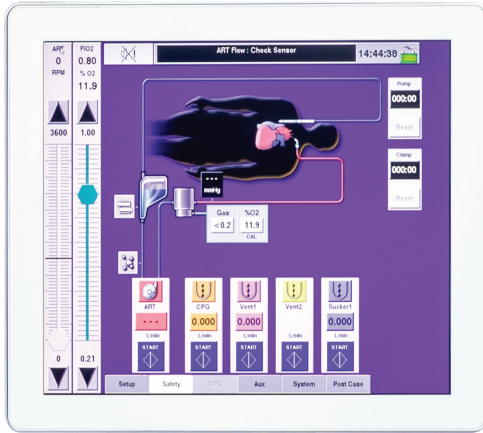 ART
0
RPM
3600
0
FIO2
0.80
% O2
11.9
1.00
0.21
ART Flow : Check Sensor
14:44:38
Pump
000:00
Reset
Clamp
000:00
Reset
---
mmHg
Gas %O2
<0.2 11.9
CAL
ART CPG Vent1 Vent2 Sucker1
--- 0.000 0.000 0.000
L/min L/min L/min L/min L/min
START START START START START
Setup Safety CPG Aux System Post Case